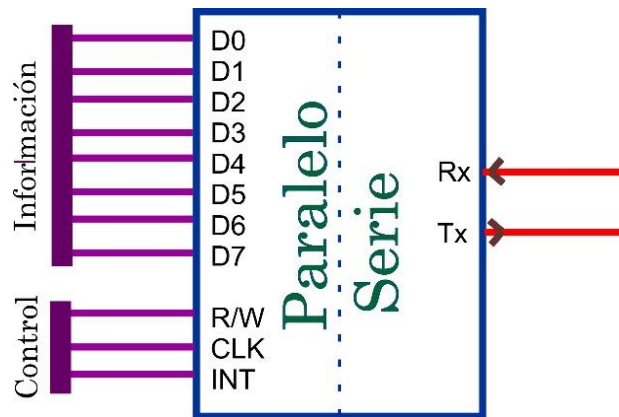 Información
Control
D0
D1
D2
D3
D4
D5
D6
D7
R/W
CLK
INT
Paralelo
Serie
Rx
Tx